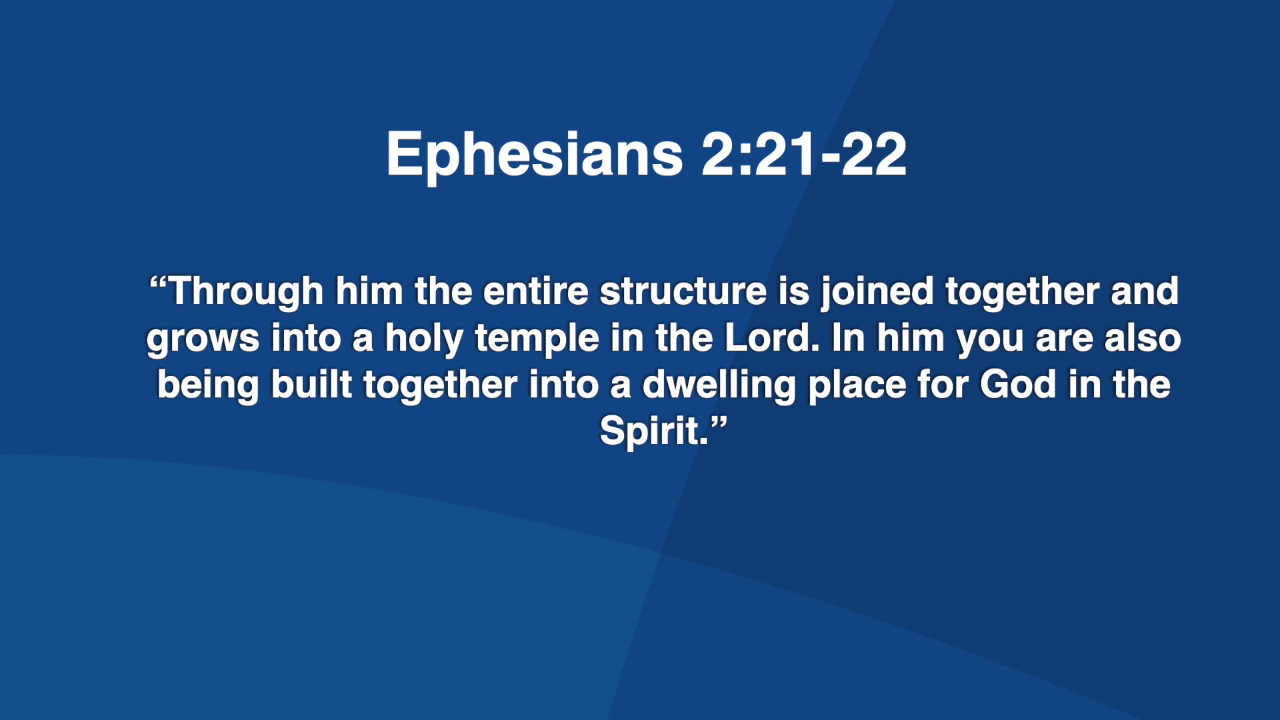 Ephesians 2:21-22
“Through him the entire structure is joined together and
grows into a holy temple in the Lord. In him you are also
being built together into a dwelling place for God in the
Spirit.”